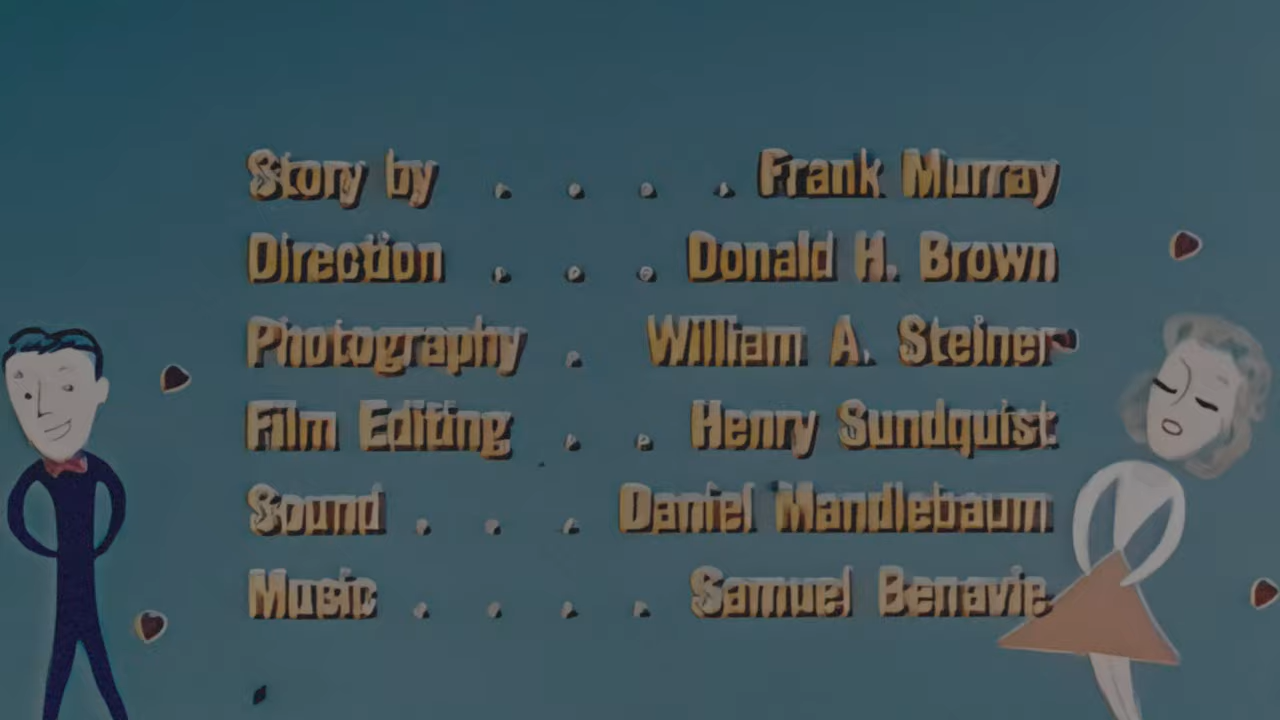 Story by . . . . Frank Murray
Direction . . . Donald H. Brown
Photography . William A. Steiner
Film Editing . . Henry Sundquist
Sound . . . Daniel Mandlebaum
Music . . . . Samuel Benavie